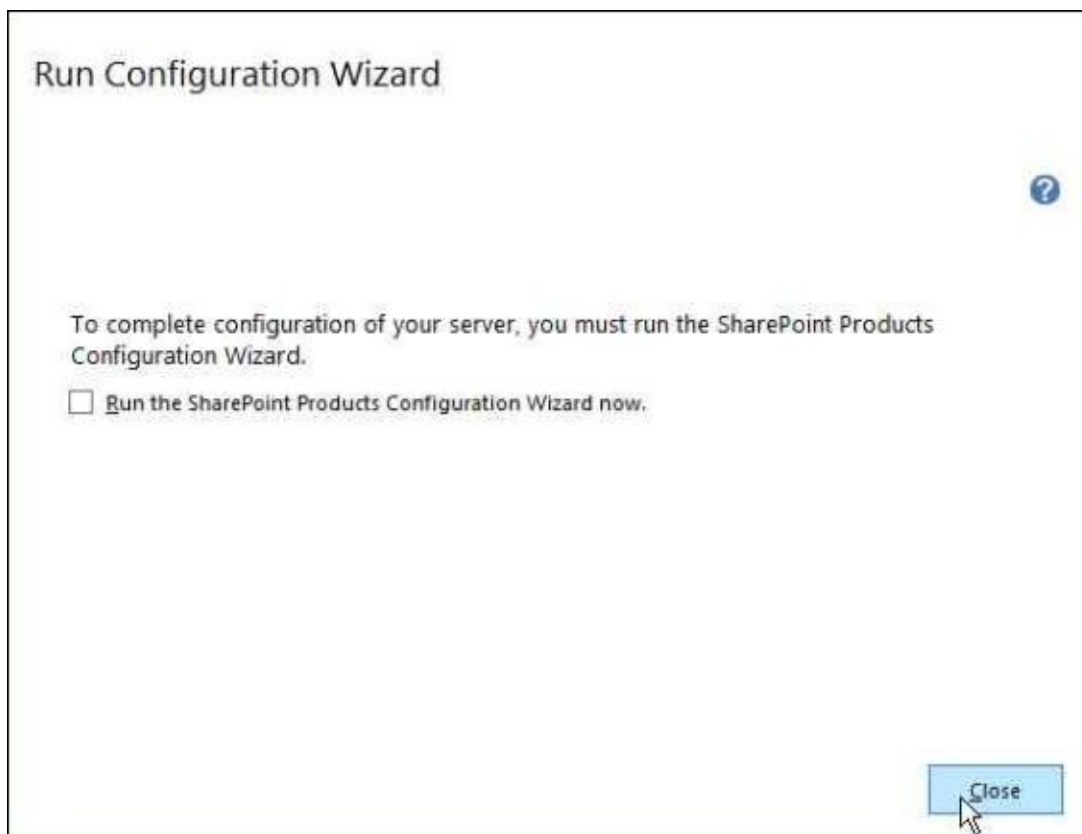 Run Configuration Wizard
?
To complete configuration of your server, you must run the SharePoint Products
Configuration Wizard.
Run the SharePoint Products Configuration Wizard now.
Close